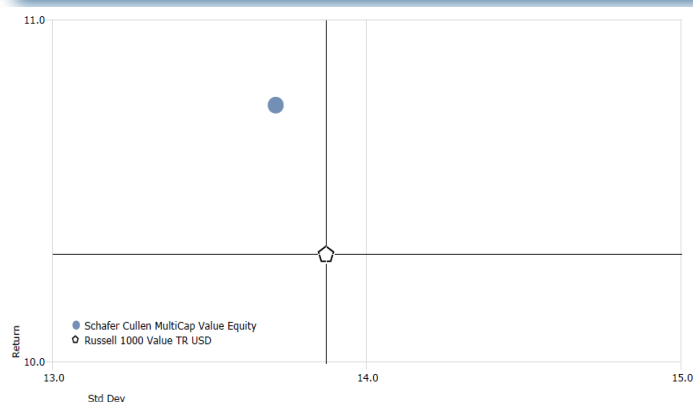 11.0
Schafer Cullen MultiCap Value Equity
Russell 1000 Value TR USD
Return
10.0
13.0
14.0
15.0
Std Dev